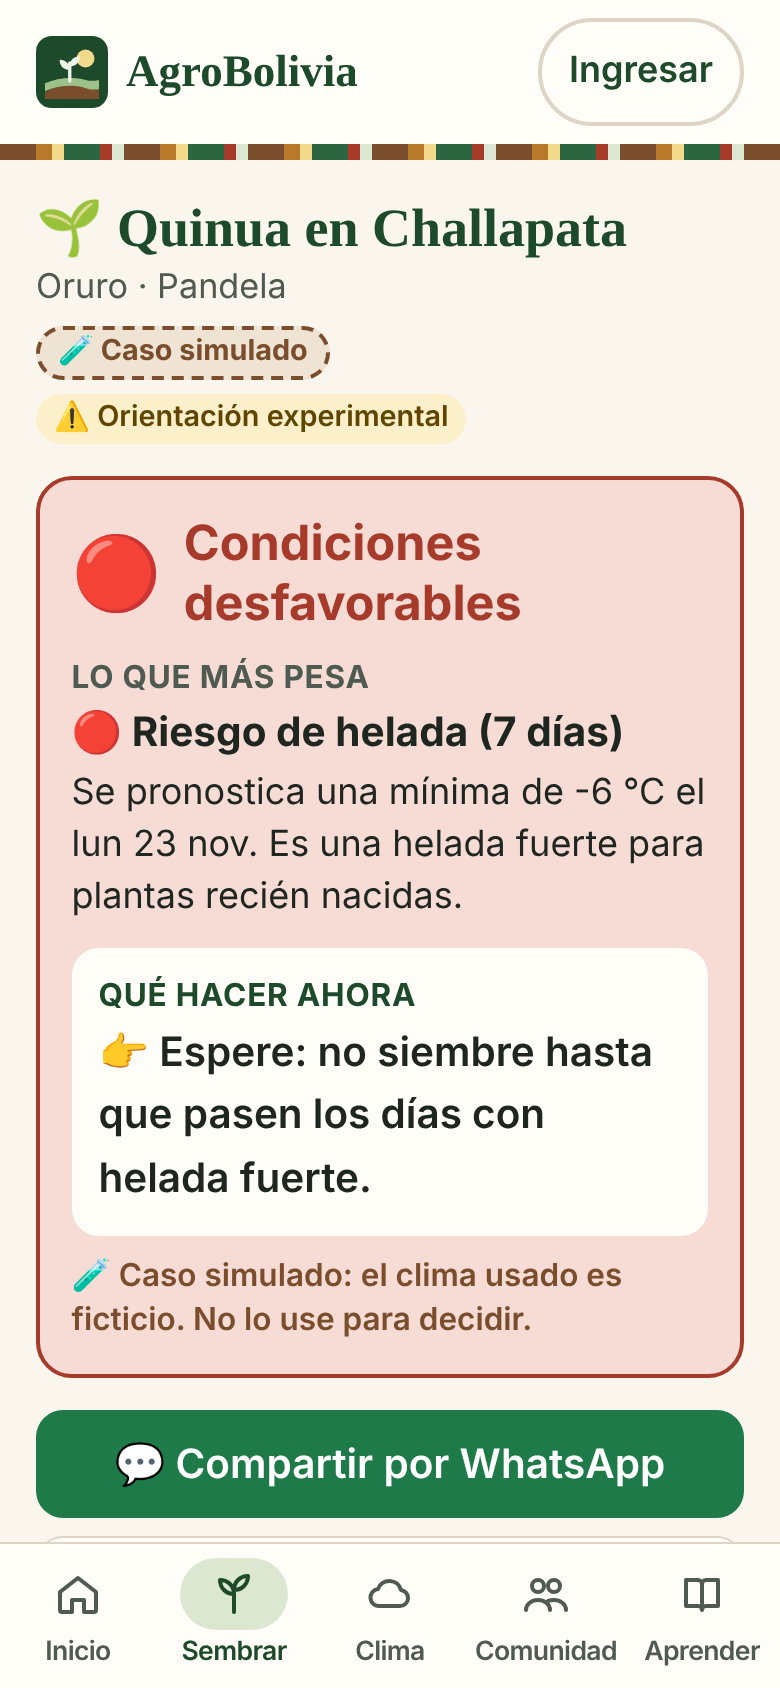 AgroBolivia
Ingresar
Quinua en Challapata
Oruro · Pandela
Caso simulado
Orientación experimental
Condiciones
desfavorables
LO QUE MÁS PESA
Riesgo de helada (7 días)
Se pronostica una mínima de -6 °C el
lun 23 nov. Es una helada fuerte para
plantas recién nacidas.
QUÉ HACER AHORA
👉 Espere: no siembre hasta
que pasen los días con
helada fuerte.
Caso simulado: el clima usado es
ficticio. No lo use para decidir.
Compartir por WhatsApp
Inicio
Sembrar
Clima
Comunidad
Aprender